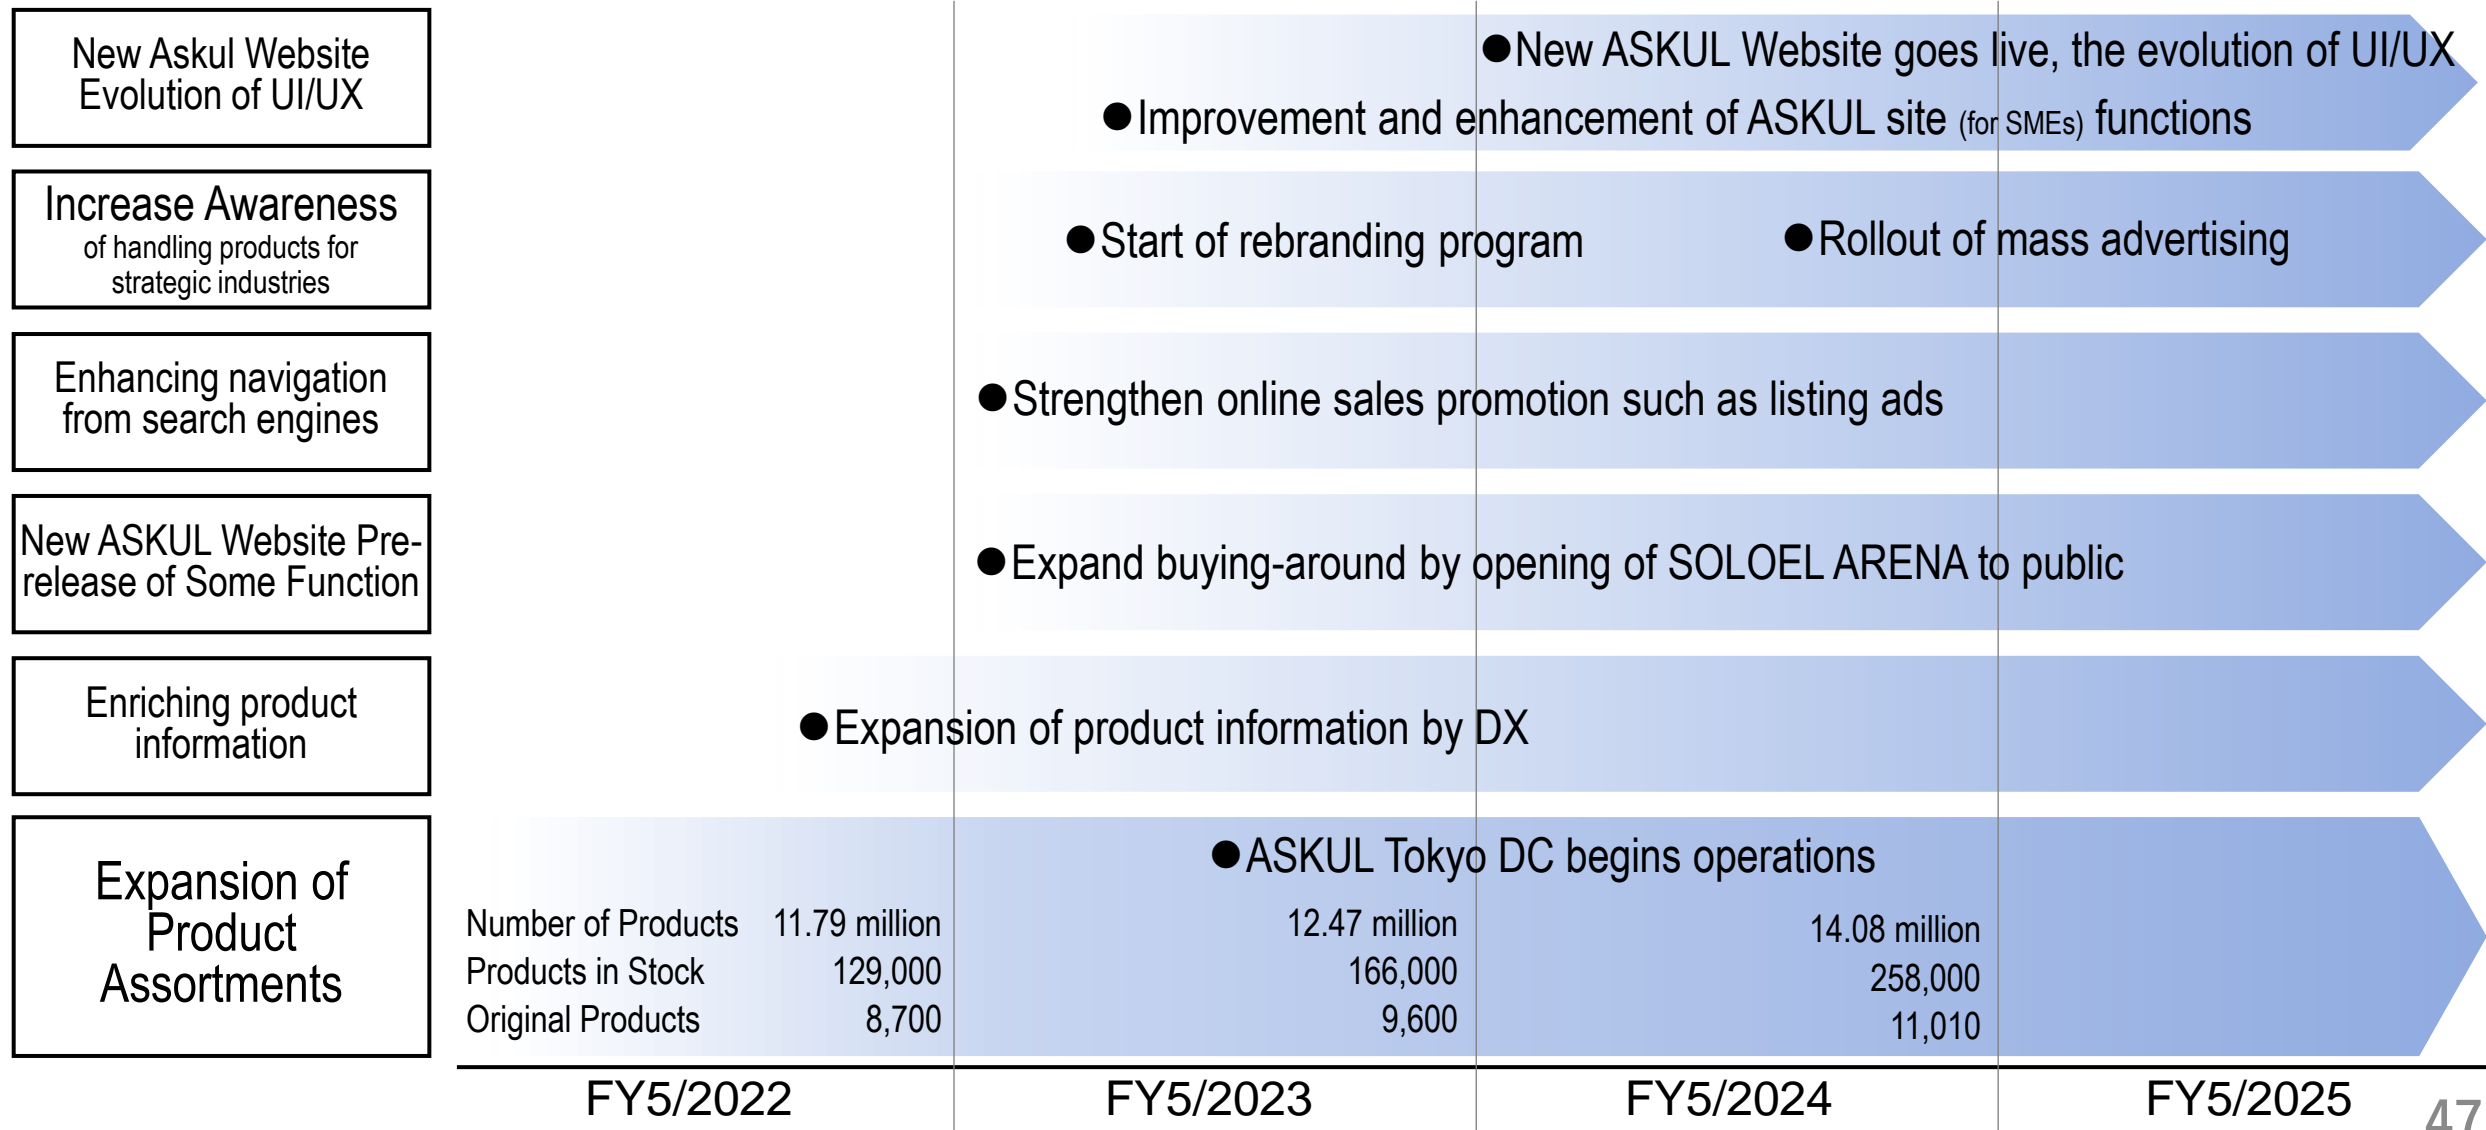 New Askul Website
Evolution of UI/UX
●New ASKUL Website goes live, the evolution of UI/UX
●Improvement and enhancement of ASKUL site (for SMEs) functions
Increase Awareness
of handling products for
strategic industries
●Start of rebranding program
●Rollout of mass advertising
Enhancing navigation
from search engines
●Strengthen online sales promotion such as listing ads
New ASKUL Website Pre-
release of Some Function
●Expand buying-around by opening of SOLOEL ARENA to public
Enriching product
information
●Expansion of product information by DX
Expansion of
Product
Assortments
●ASKUL Tokyo DC begins operations
Number of Products 11.79 million 12.47 million 14.08 million
Products in Stock 129,000 166,000 258,000
Original Products 8,700 9,600 11,010
FY5/2022 FY5/2023 FY5/2024 FY5/2025
47